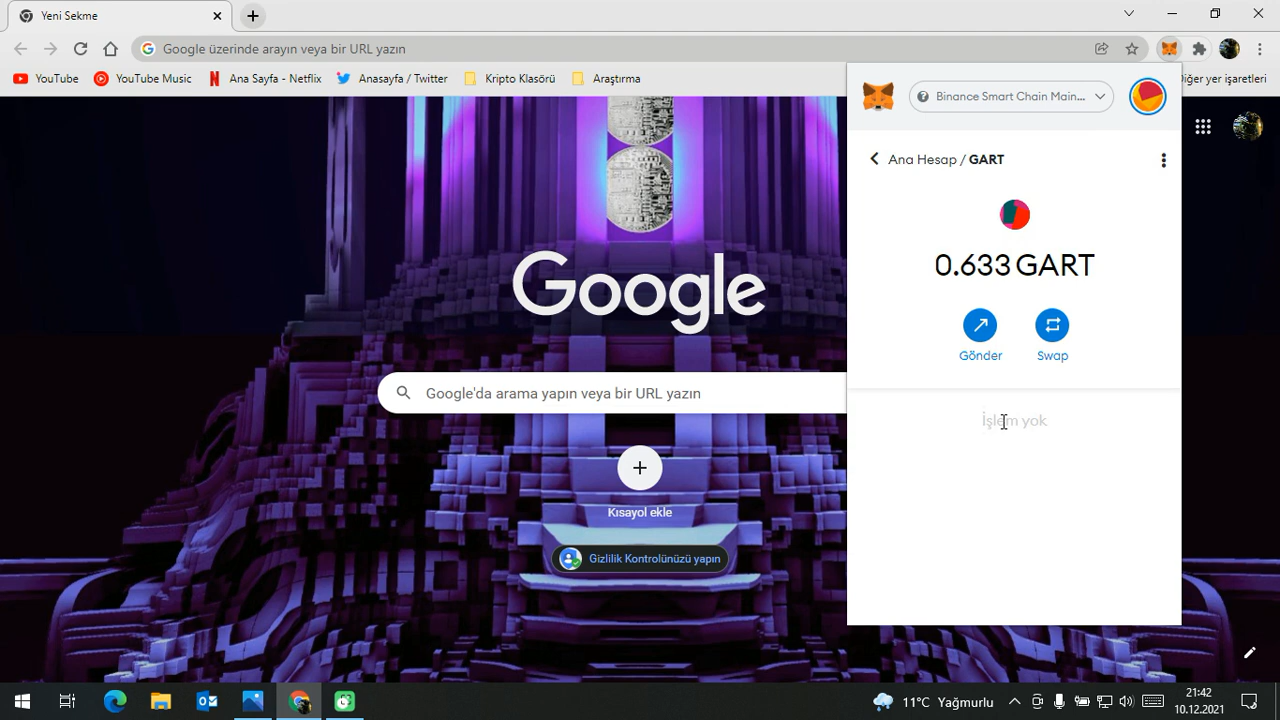 Yeni Sekme
Google üzerinde arayın veya bir URL yazın
YouTube
YouTube Music
Ana Sayfa - Netflix
Anasayfa / Twitter
Kripto Klasörü
Araştırma
Diğer yer işaretleri
Binance Smart Chain Main...
Ana Hesap / GART
0.633 GART
Gönder
Swap
İşlem yok
Google
Google'da arama yapın veya bir URL yazın
Kısayol ekle
Gizlilik Kontrolünüzü yapın
11°C Yağmurlu
21:42
10.12.2021